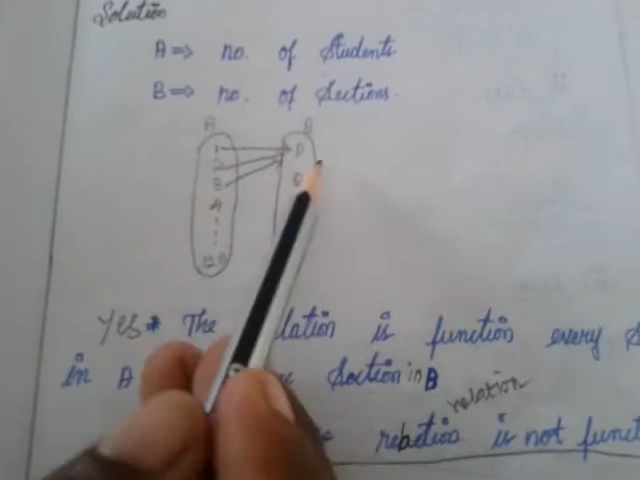 Solution
A⇒ no. of Students
B⇒ no. of Sections.
A B
1 P
2
3
4
120
Yes* The lation is function every S
in A Section in B
relation
relation is not funct